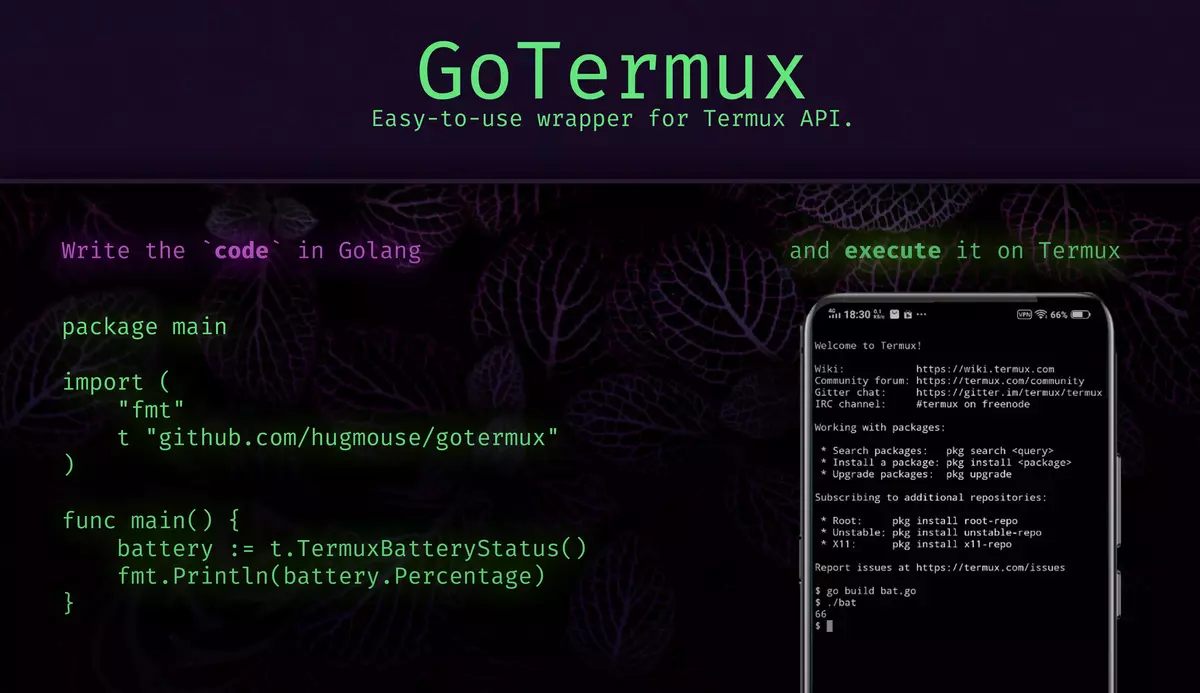 GoTermux
Easy-to-use wrapper for Termux API.
Write the `code` in Golang
package main
import (
    "fmt"
    t "github.com/hugmouse/gotermux"
)
func main() {
    battery := t.TermuxBatteryStatus()
    fmt.Println(battery.Percentage)
}
and execute it on Termux
4G 18:30 0,1 K/s ··· VPN 66%
Welcome to Termux!
Wiki:            https://wiki.termux.com
Community forum: https://termux.com/community
Gitter chat:     https://gitter.im/termux/termux
IRC channel:     #termux on freenode
Working with packages:
 * Search packages:   pkg search <query>
 * Install a package: pkg install <package>
 * Upgrade packages:  pkg upgrade
Subscribing to additional repositories:
 * Root:     pkg install root-repo
 * Unstable: pkg install unstable-repo
 * X11:      pkg install x11-repo
Report issues at https://termux.com/issues
$ go build bat.go
$ ./bat
66
$